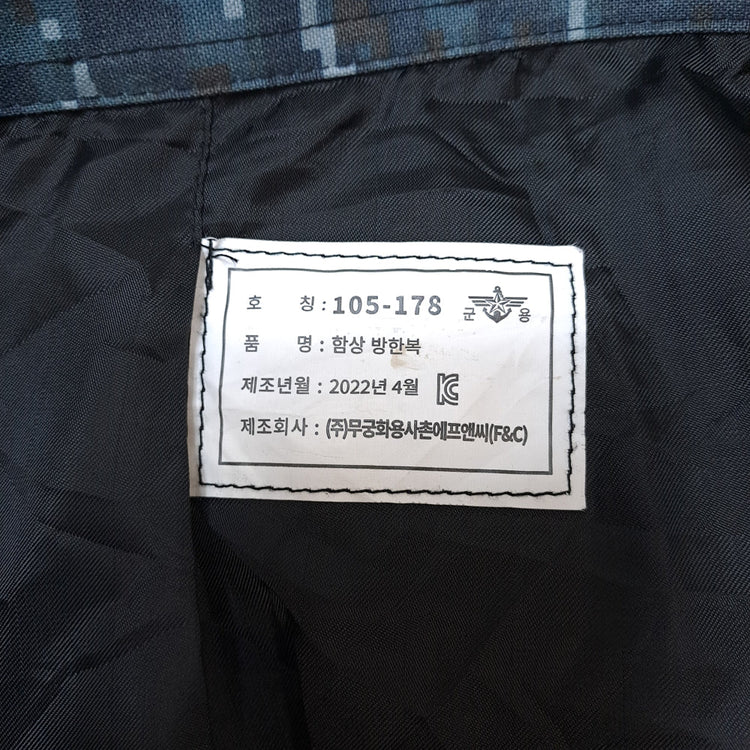 호 칭 : 105-178 군 용
품 명 : 함상 방한복
제조년월 : 2022년 4월 KC
제조회사 : (주)무궁화용사촌에프앤씨(F&C)